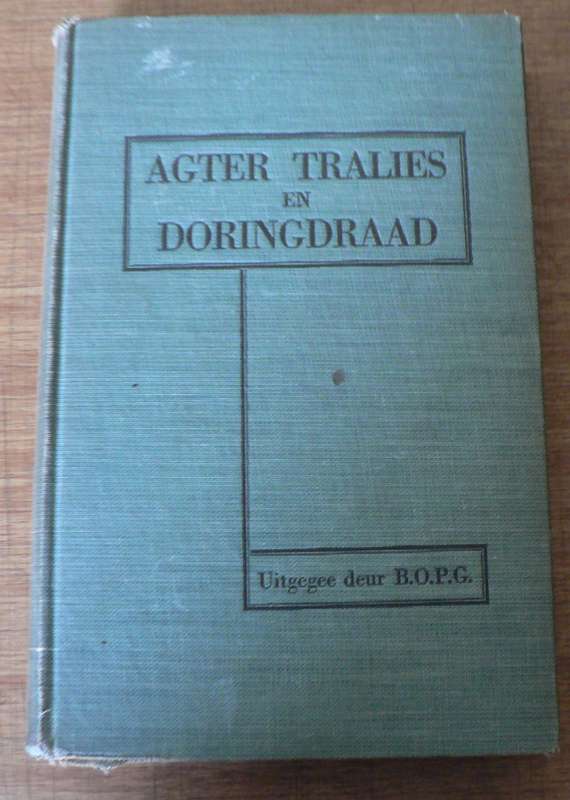 AGTER TRALIES
EN
DORINGDRAAD
Uitgegee deur B.O.P.G.